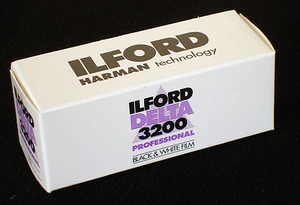 ILFORD
HARMAN technology
ILFORD
DELTA
3200
PROFESSIONAL
BLACK & WHITE FILM